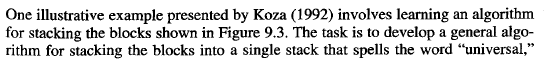 One illustrative example presented by Koza (1992) involves learning an algorithm
for stacking the blocks shown in Figure 9.3. The task is to develop a general algo-
rithm for stacking the blocks into a single stack that spells the word “universal,”